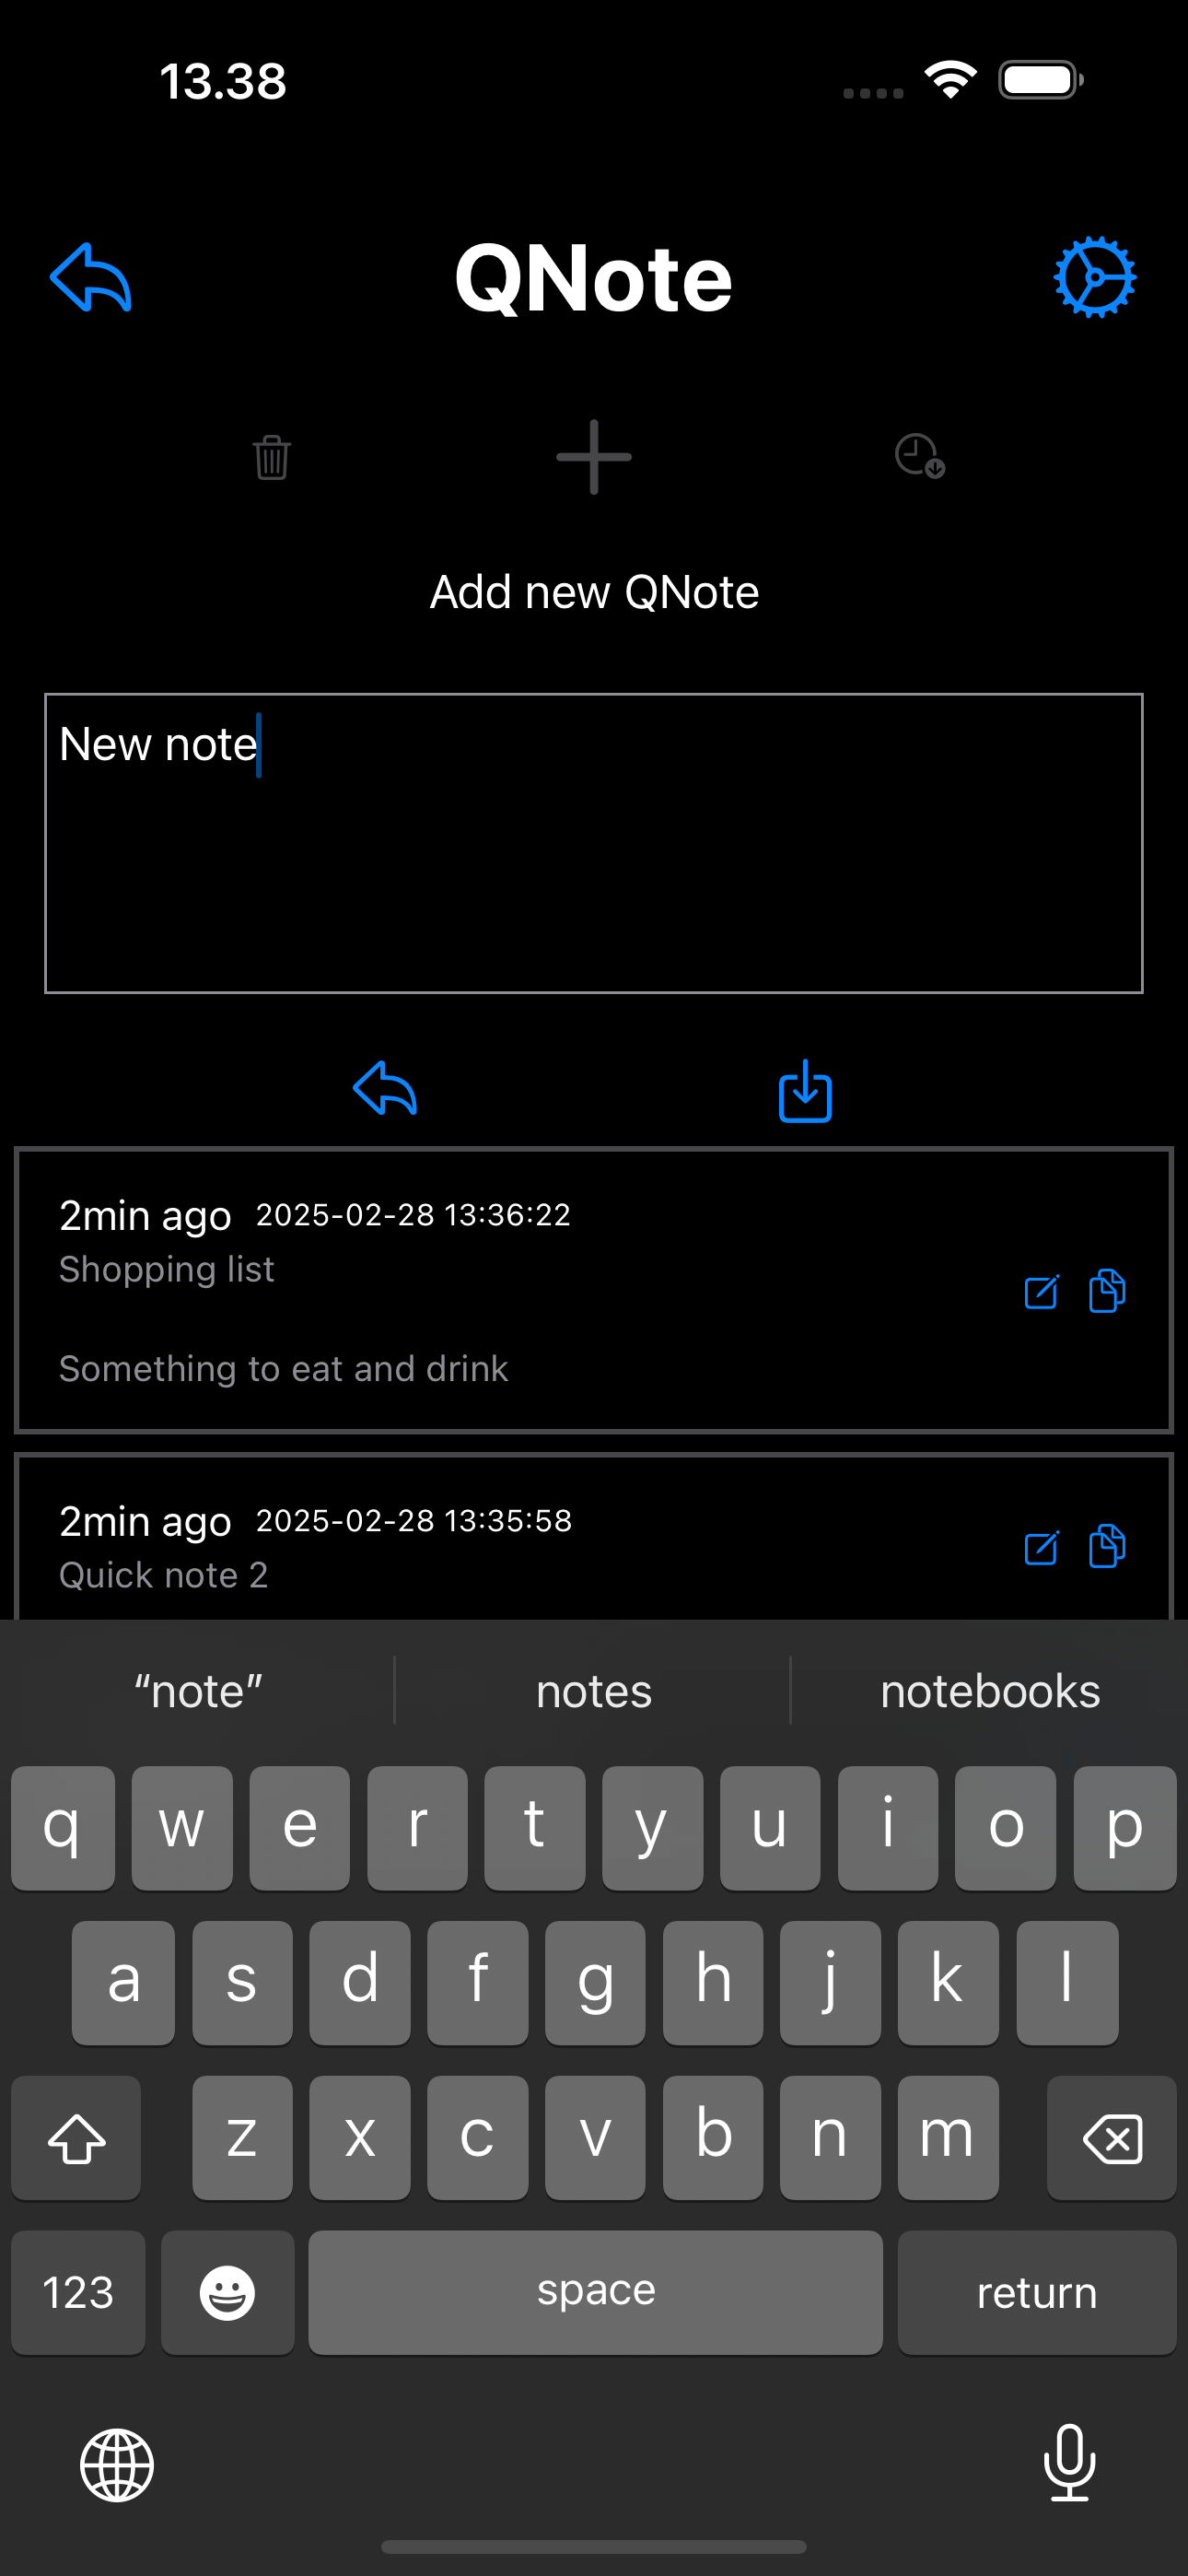 13.38
QNote
Add new QNote
New note
2min ago 2025-02-28 13:36:22
Shopping list
Something to eat and drink
2min ago 2025-02-28 13:35:58
Quick note 2
“note” notes notebooks
q w e r t y u i o p
a s d f g h j k l
z x c v b n m
123 space return